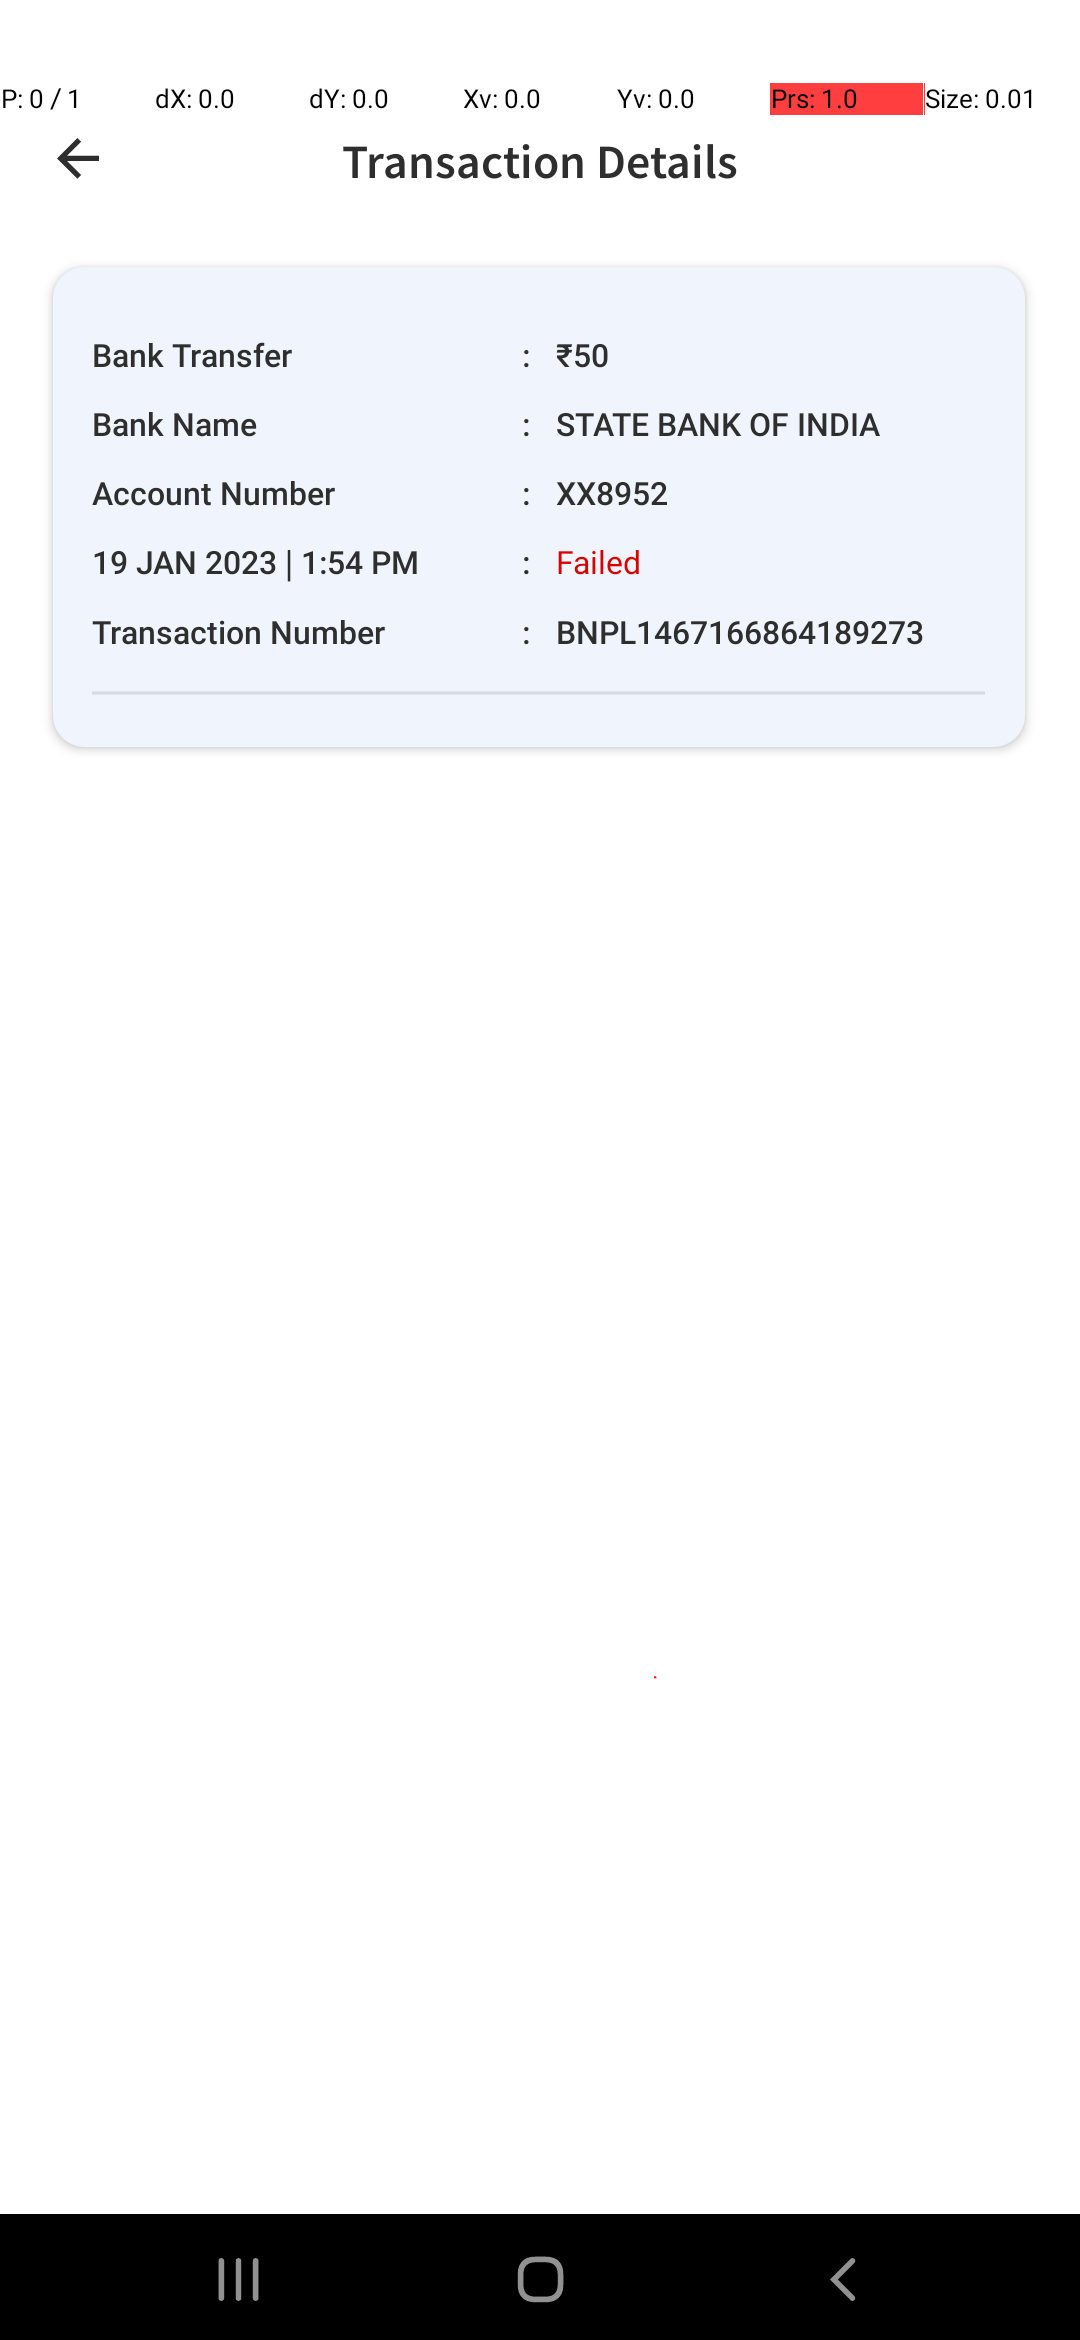 P: 0 / 1 dX: 0.0 dY: 0.0 Xv: 0.0 Yv: 0.0 Prs: 1.0 Size: 0.01
Transaction Details
Bank Transfer : ₹50
Bank Name : STATE BANK OF INDIA
Account Number : XX8952
19 JAN 2023 | 1:54 PM : Failed
Transaction Number : BNPL1467166864189273